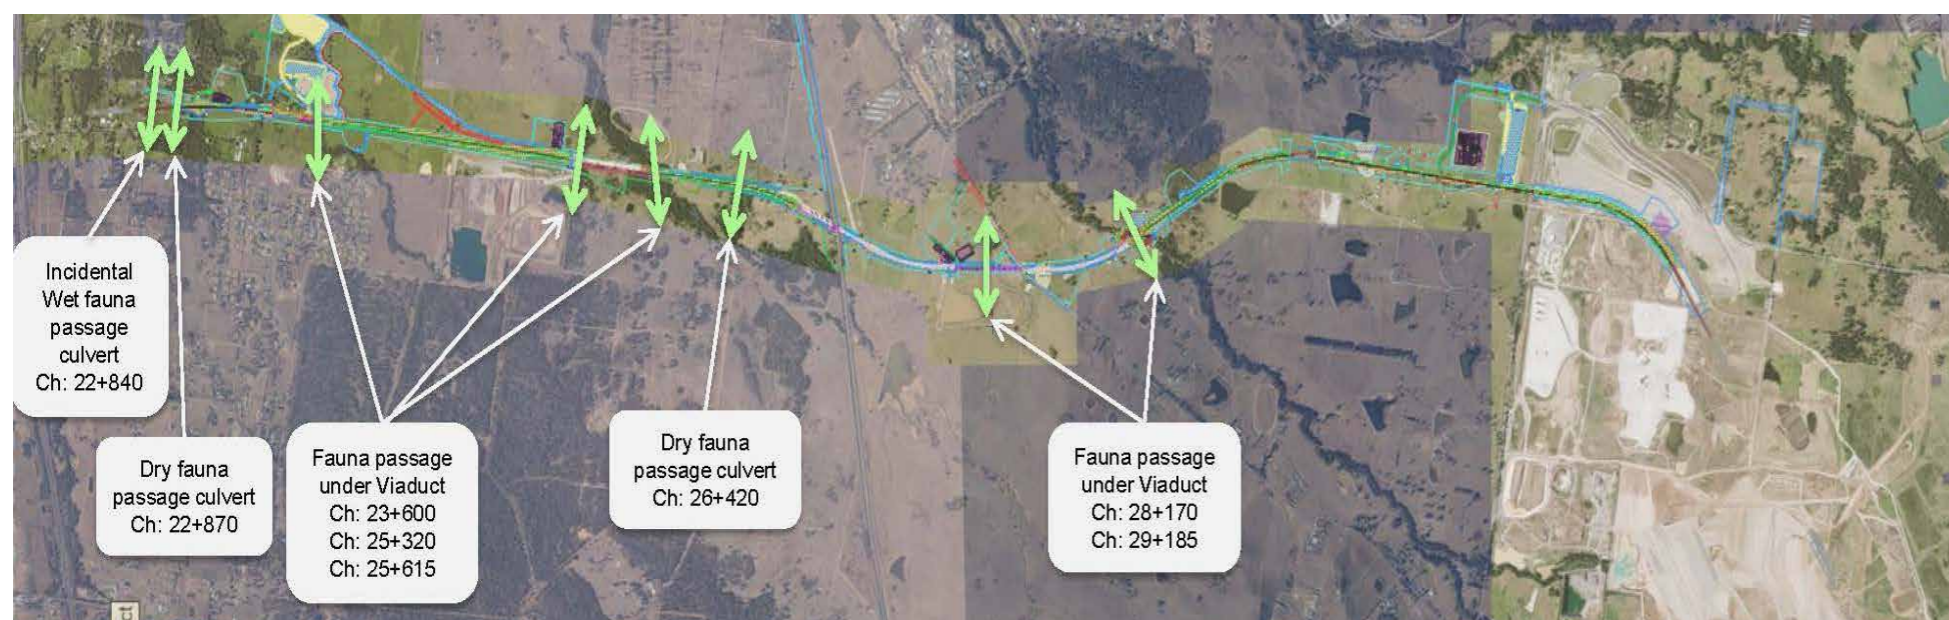 Incidental
Wet fauna
passage
culvert
Ch: 22+840
Dry fauna
passage culvert
Ch: 22+870
Fauna passage
under Viaduct
Ch: 23+600
Ch: 25+320
Ch: 25+615
Dry fauna
passage culvert
Ch: 26+420
Fauna passage
under Viaduct
Ch: 28+170
Ch: 29+185
ct